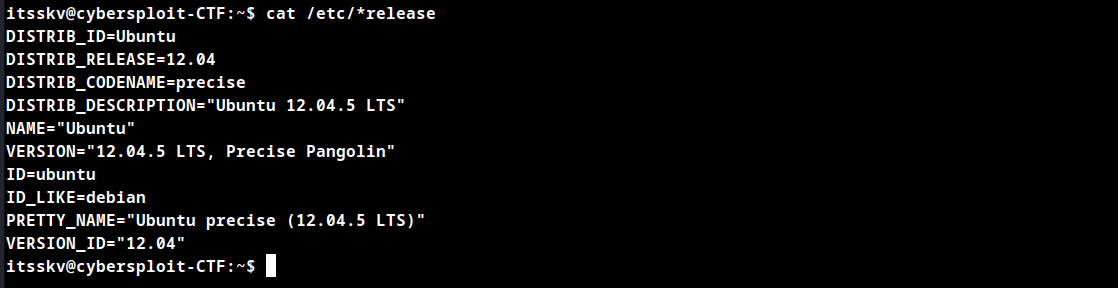 itsskv@cybersploit-CTF:~$ cat /etc/*release
DISTRIB_ID=Ubuntu
DISTRIB_RELEASE=12.04
DISTRIB_CODENAME=precise
DISTRIB_DESCRIPTION="Ubuntu 12.04.5 LTS"
NAME="Ubuntu"
VERSION="12.04.5 LTS, Precise Pangolin"
ID=ubuntu
ID_LIKE=debian
PRETTY_NAME="Ubuntu precise (12.04.5 LTS)"
VERSION_ID="12.04"
itsskv@cybersploit-CTF:~$